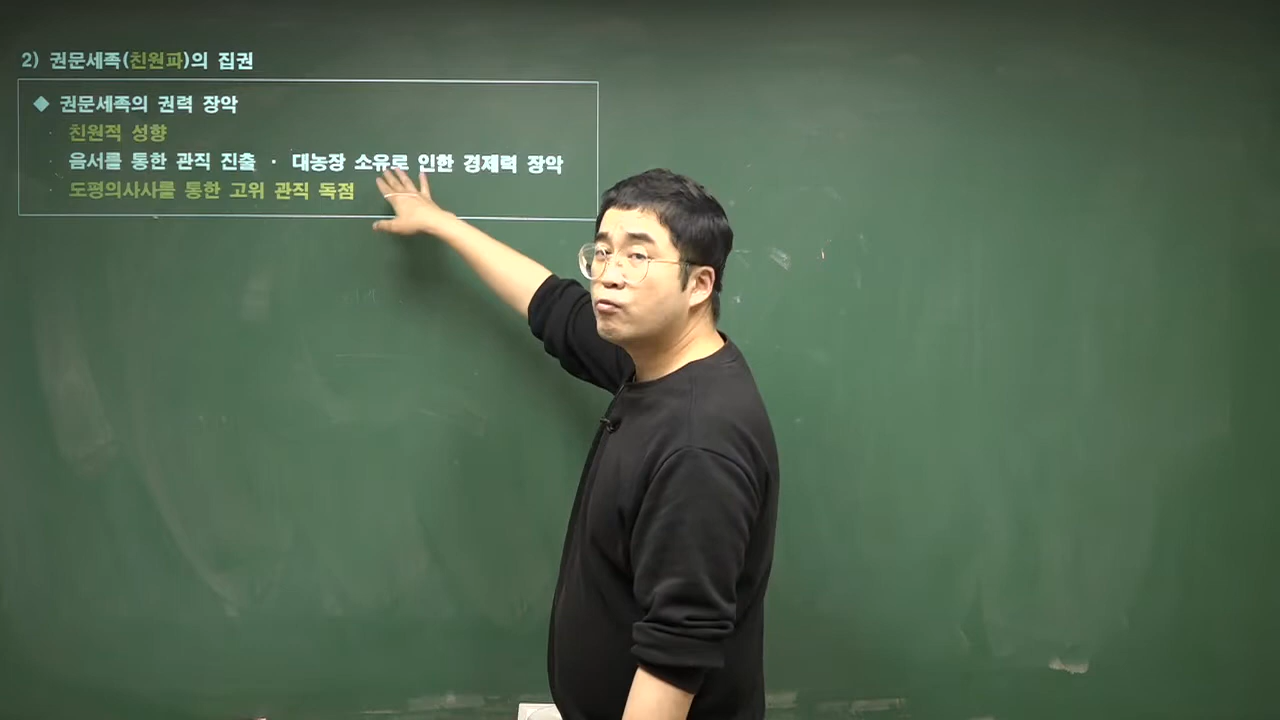 2) 권문세족(친원파)의 집권
◆ 권문세족의 권력 장악
· 친원적 성향
· 음서를 통한 관직 진출 · 대농장 소유로 인한 경제력 장악
· 도평의사사를 통한 고위 관직 독점